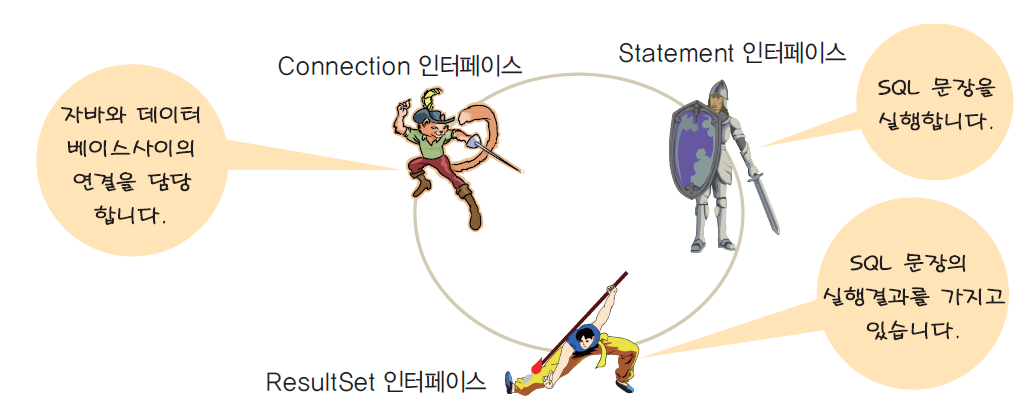 Connection 인터페이스
Statement 인터페이스
자바와 데이터
베이스사이의
연결을 담당
합니다.
SQL 문장을
실행합니다.
SQL 문장의
실행결과를 가지고
있습니다.
ResultSet 인터페이스